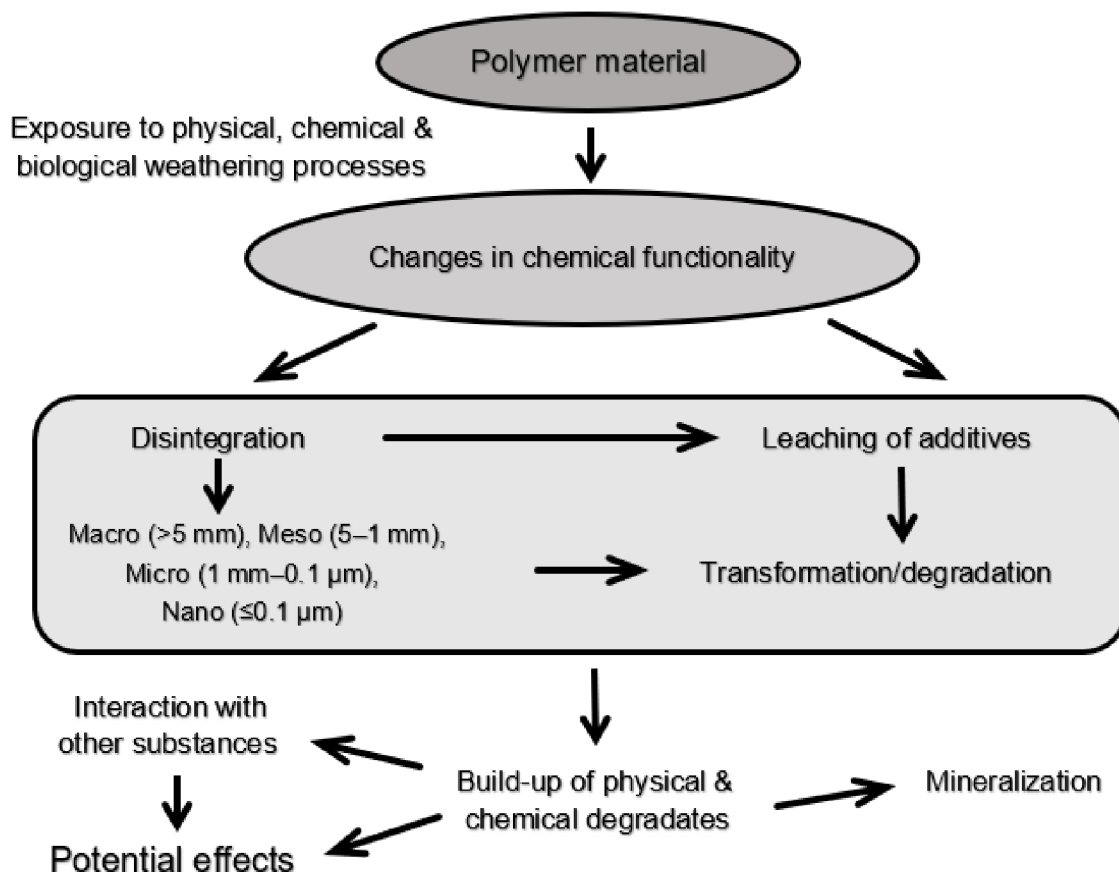 Polymer material
Exposure to physical, chemical &
biological weathering processes
Changes in chemical functionality
Disintegration
Leaching of additives
Macro (>5 mm), Meso (5–1 mm),
Micro (1 mm–0.1 µm),
Nano (≤0.1 µm)
Transformation/degradation
Interaction with
other substances
Build-up of physical &
chemical degradates
Mineralization
Potential effects